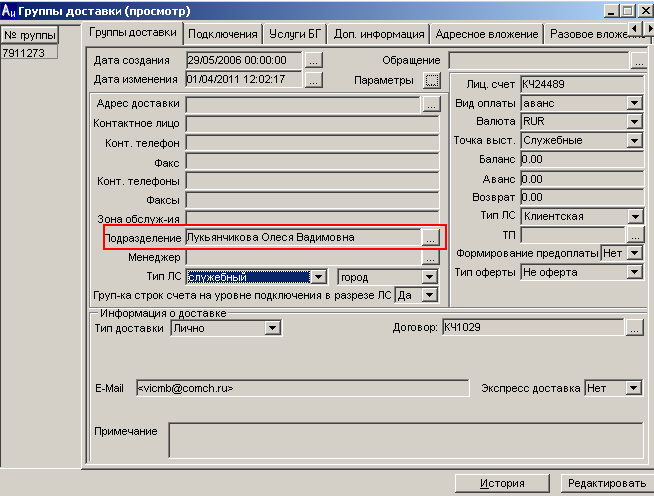 Группы доставки (просмотр)
№ группы
7911273
Группы доставки Подключения Услуги БГ Доп. информация Адресное вложение Разовое вложение
Дата создания 29/05/2006 00:00:00 ... Обращение ...
Дата изменения 01/04/2011 12:02:17 ... Параметры ...
Адрес доставки ...
Контактное лицо
Конт. телефон
Факс
Конт. телефоны
Факсы
Зона обслуж-ия
Подразделение Лукьянчикова Олеся Вадимовна ...
Менеджер ...
Тип ЛС служебный город
Груп-ка строк счета на уровне подключения в разрезе ЛС Да
Лиц. счет КЧ24489
Вид оплаты аванс
Валюта RUR
Точка выст. Служебные
Баланс 0.00
Аванс 0.00
Возврат 0.00
Тип ЛС Клиентская
ТП ...
Формирование предоплаты Нет
Тип оферты Не оферта
Информация о доставке
Тип доставки Лично Договор: КЧ1029 ...
E-Mail <vicmb@comch.ru> Экспресс доставка Нет
Примечание
История Редактировать